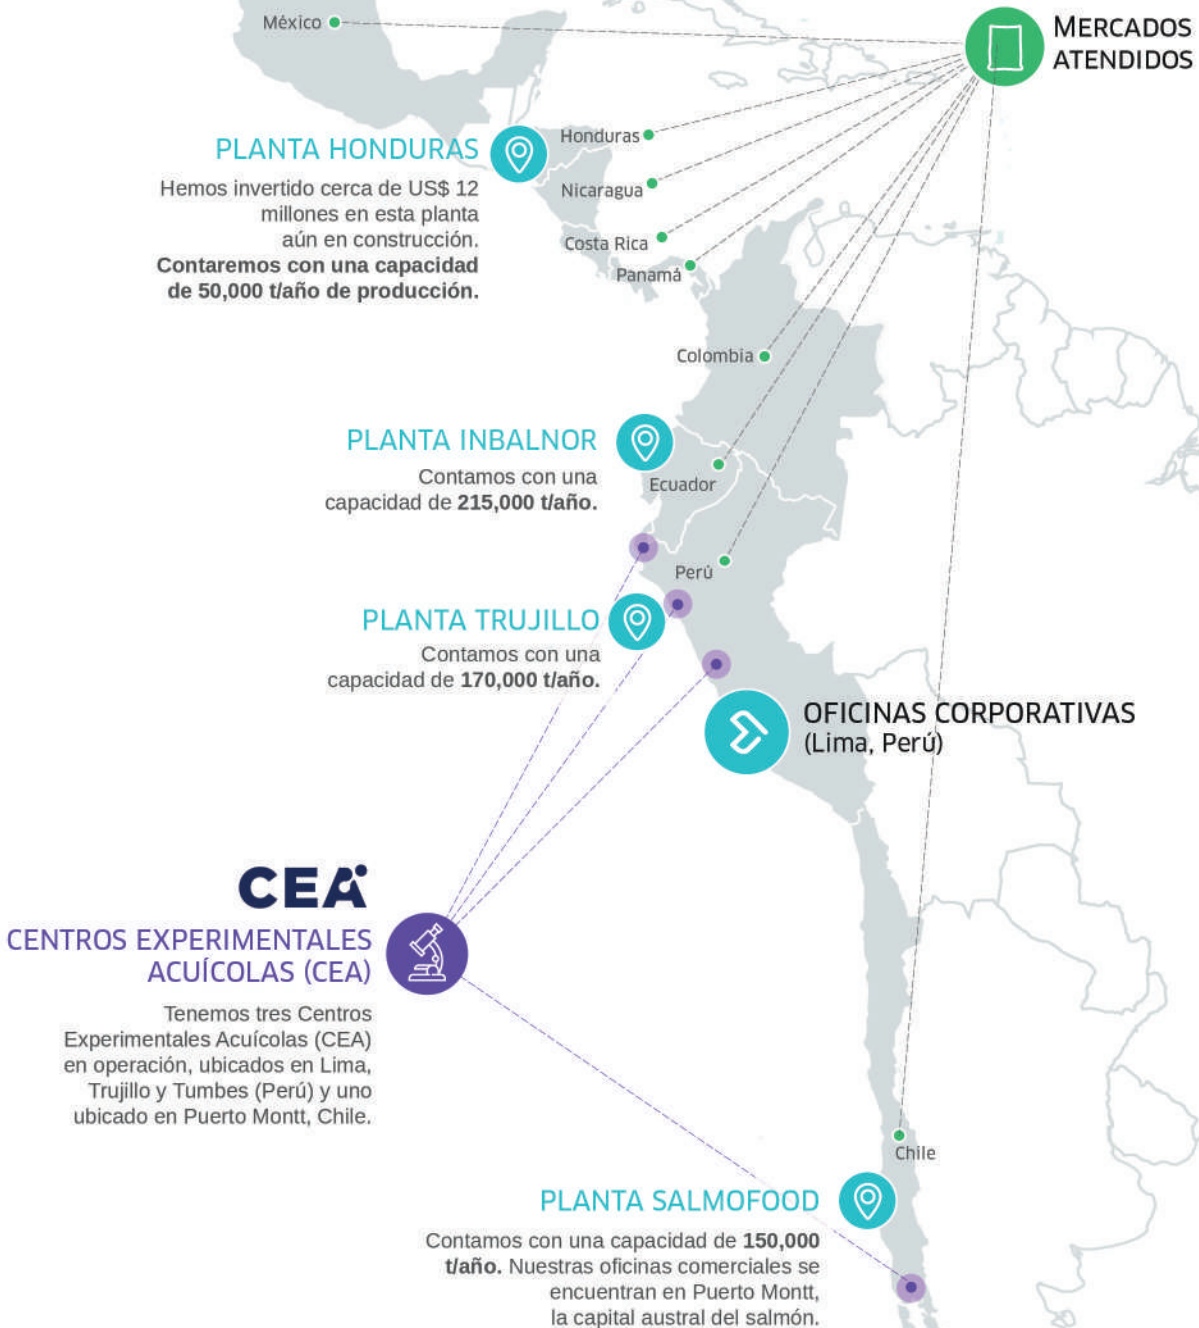 México
MERCADOS
ATENDIDOS
PLANTA HONDURAS
Hemos invertido cerca de US$ 12
millones en esta planta
aún en construcción.
Contaremos con una capacidad
de 50,000 t/año de producción.
Honduras
Nicaragua
Costa Rica
Panamá
Colombia
PLANTA INBALNOR
Contamos con una
capacidad de 215,000 t/año.
Ecuador
Perú
PLANTA TRUJILLO
Contamos con una
capacidad de 170,000 t/año.
OFICINAS CORPORATIVAS
(Lima, Perú)
CEA
CENTROS EXPERIMENTALES
ACUÍCOLAS (CEA)
Tenemos tres Centros
Experimentales Acuícolas (CEA)
en operación, ubicados en Lima,
Trujillo y Tumbes (Perú) y uno
ubicado en Puerto Montt, Chile.
Chile
PLANTA SALMOFOOD
Contamos con una capacidad de 150,000
t/año. Nuestras oficinas comerciales se
encuentran en Puerto Montt,
la capital austral del salmón.